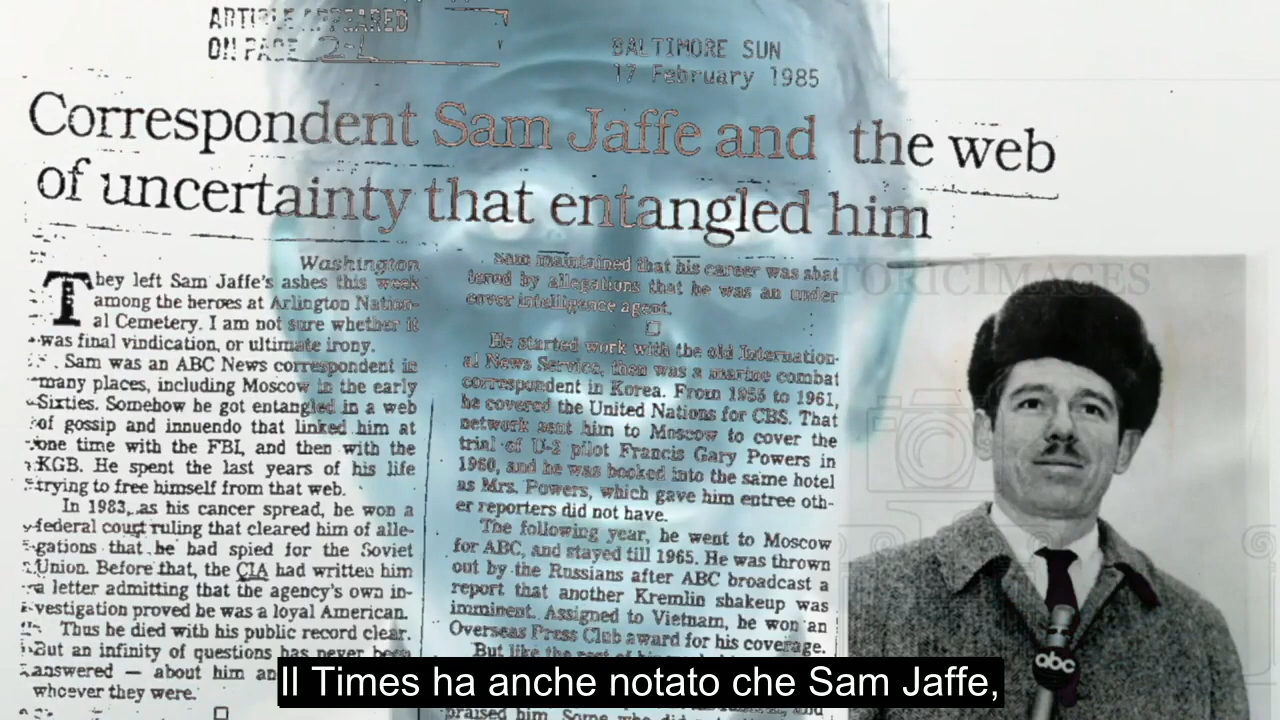 ARTICLE APPEARED
ON PAGE 2-L
BALTIMORE SUN
17 February 1985
Correspondent Sam Jaffe and the web
of uncertainty that entangled him
Washington
They left Sam Jaffe's ashes this week
among the heroes at Arlington Nation-
al Cemetery. I am not sure whether it
was final vindication, or ultimate irony.
Sam was an ABC News correspondent in
many places, including Moscow in the early
Sixties. Somehow he got entangled in a web
of gossip and innuendo that linked him at
one time with the FBI, and then with the
KGB. He spent the last years of his life
trying to free himself from that web.
In 1983, as his cancer spread, he won a
federal court ruling that cleared him of alle-
gations that he had spied for the Soviet
Union. Before that, the CIA had written him
a letter admitting that the agency's own in-
vestigation proved he was a loyal American.
Thus he died with his public record clear.
But an infinity of questions has never been
answered — about him an
whoever they were.
Sam maintained that his career was shat
tered by allegations that he was an under
cover intelligence agent.
He started work with the old Internation-
al News Service, then was a marine combat
correspondent in Korea. From 1955 to 1961,
he covered the United Nations for CBS. That
network sent him to Moscow to cover the
trial of U-2 pilot Francis Gary Powers in
1960, and he was booked into the same hotel
as Mrs. Powers, which gave him entree oth-
er reporters did not have.
The following year, he went to Moscow
for ABC, and stayed till 1965. He was thrown
out by the Russians after ABC broadcast a
report that another Kremlin shakeup was
imminent. Assigned to Vietnam, he won an
Overseas Press Club award for his coverage.
But like the rest of his
praised him. Some who did
TORICIMAGES
abc
Il Times ha anche notato che Sam Jaffe,